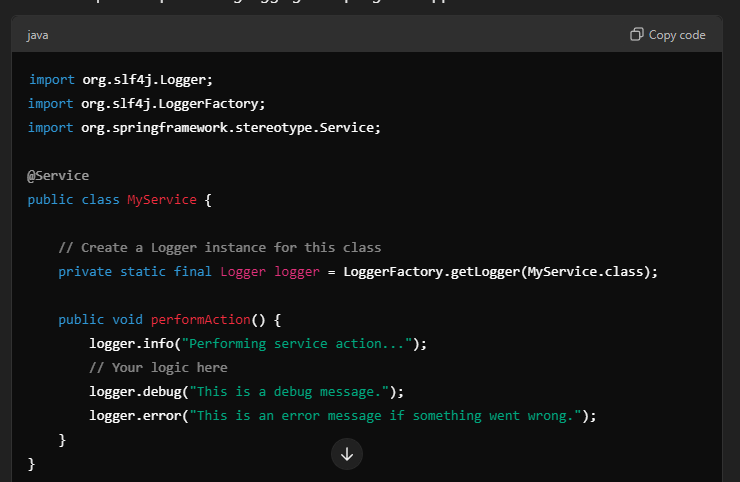 java
Copy code
import org.slf4j.Logger;
import org.slf4j.LoggerFactory;
import org.springframework.stereotype.Service;
@Service
public class MyService {
// Create a Logger instance for this class
private static final Logger logger = LoggerFactory.getLogger(MyService.class);
public void performAction() {
logger.info("Performing service action...");
// Your logic here
logger.debug("This is a debug message.");
logger.error("This is an error message if something went wrong.");
}
}